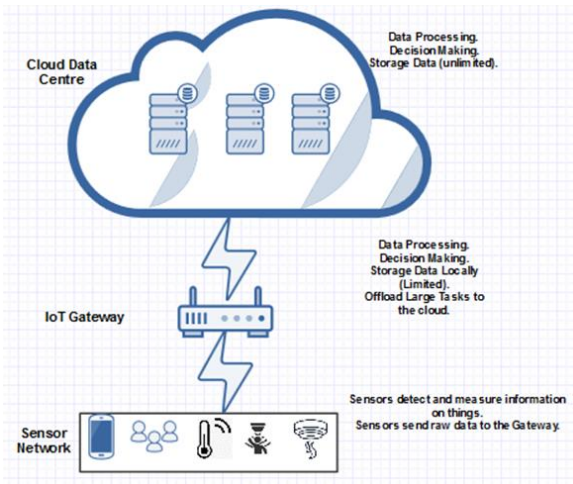 Cloud Data
Centre
Data Processing.
Decision Making.
Storage Data (unlimited).
IoT Gateway
Data Processing.
Decision Making.
Storage Data Locally
(Limited).
Offload Large Tasks to
the cloud.
Sensor
Network
Sensors detect and measure information
on things.
Sensors send raw data to the Gateway.